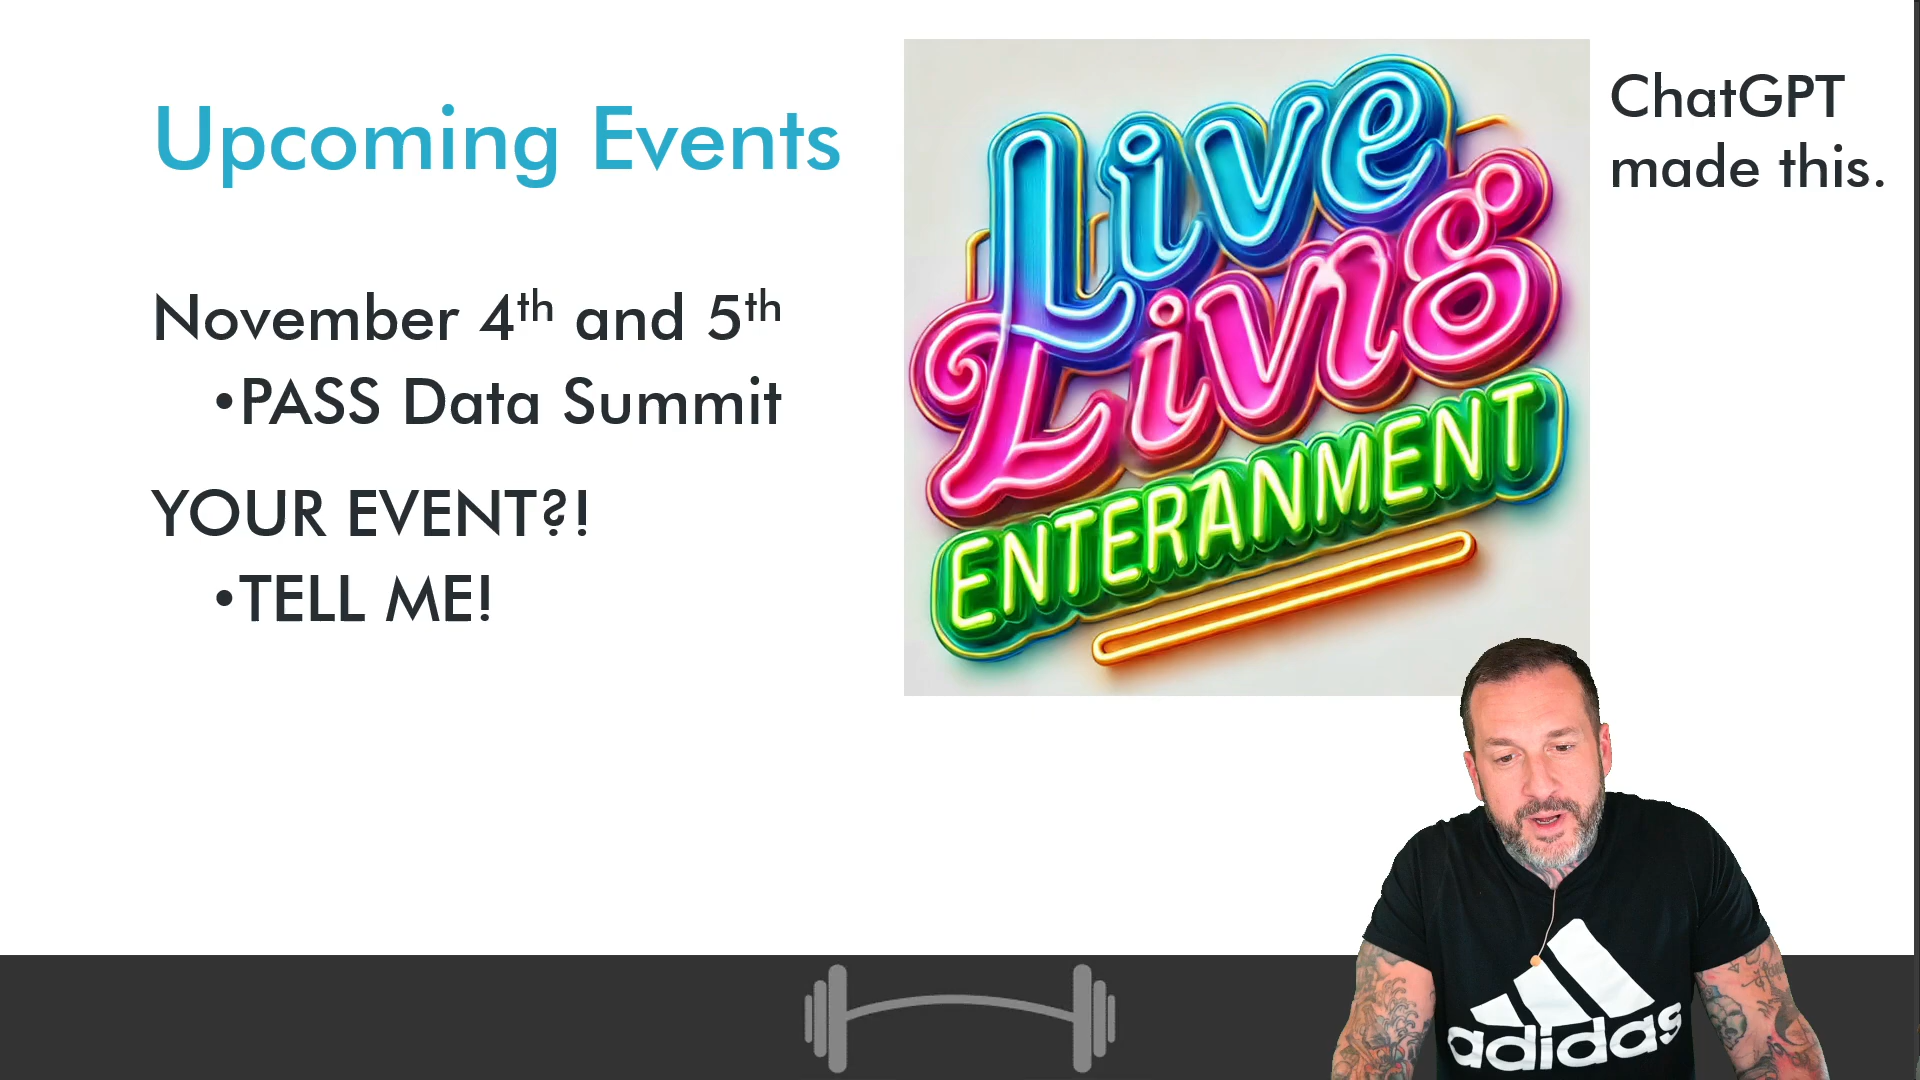 Upcoming Events
November 4th and 5th
•PASS Data Summit
YOUR EVENT?!
•TELL ME!
Live
Livng
ENTERANMENT
ChatGPT
made this.
adidas